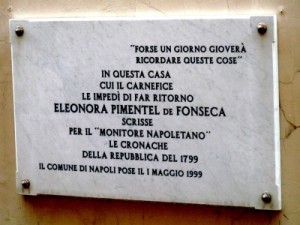 "FORSE UN GIORNO GIOVERÀ
RICORDARE QUESTE COSE"
IN QUESTA CASA
CUI IL CARNEFICE
LE IMPEDÌ DI FAR RITORNO
ELEONORA PIMENTEL DE FONSECA
SCRISSE
PER IL "MONITORE NAPOLETANO"
LE CRONACHE
DELLA REPUBBLICA DEL 1799
IL COMUNE DI NAPOLI POSE IL 1 MAGGIO 1999